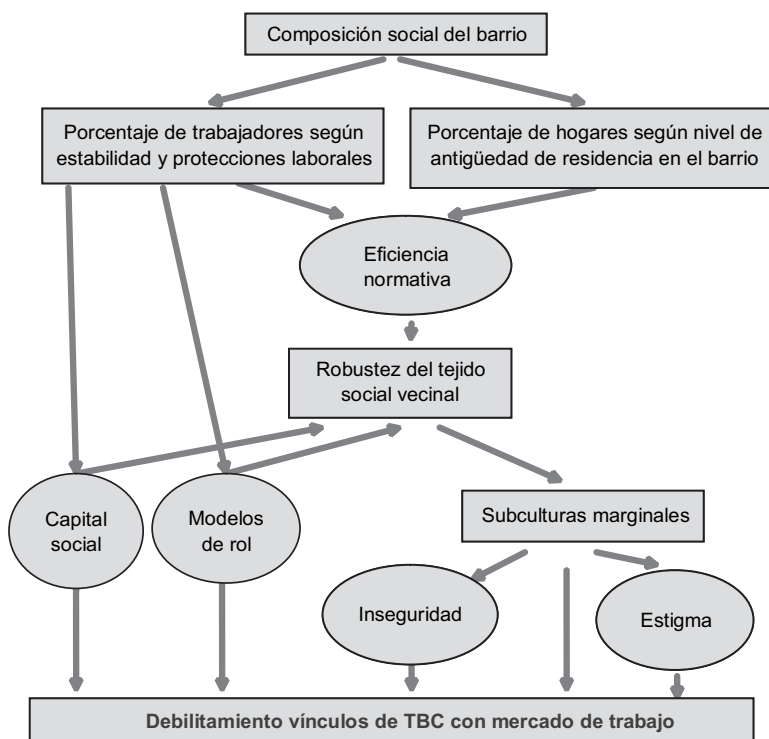 Composición social del barrio
Porcentaje de trabajadores según
estabilidad y protecciones laborales
Porcentaje de hogares según nivel de
antigüedad de residencia en el barrio
Eficiencia
normativa
Robustez del tejido
social vecinal
Capital
social
Modelos
de rol
Subculturas marginales
Inseguridad
Estigma
Debilitamiento vínculos de TBC con mercado de trabajo